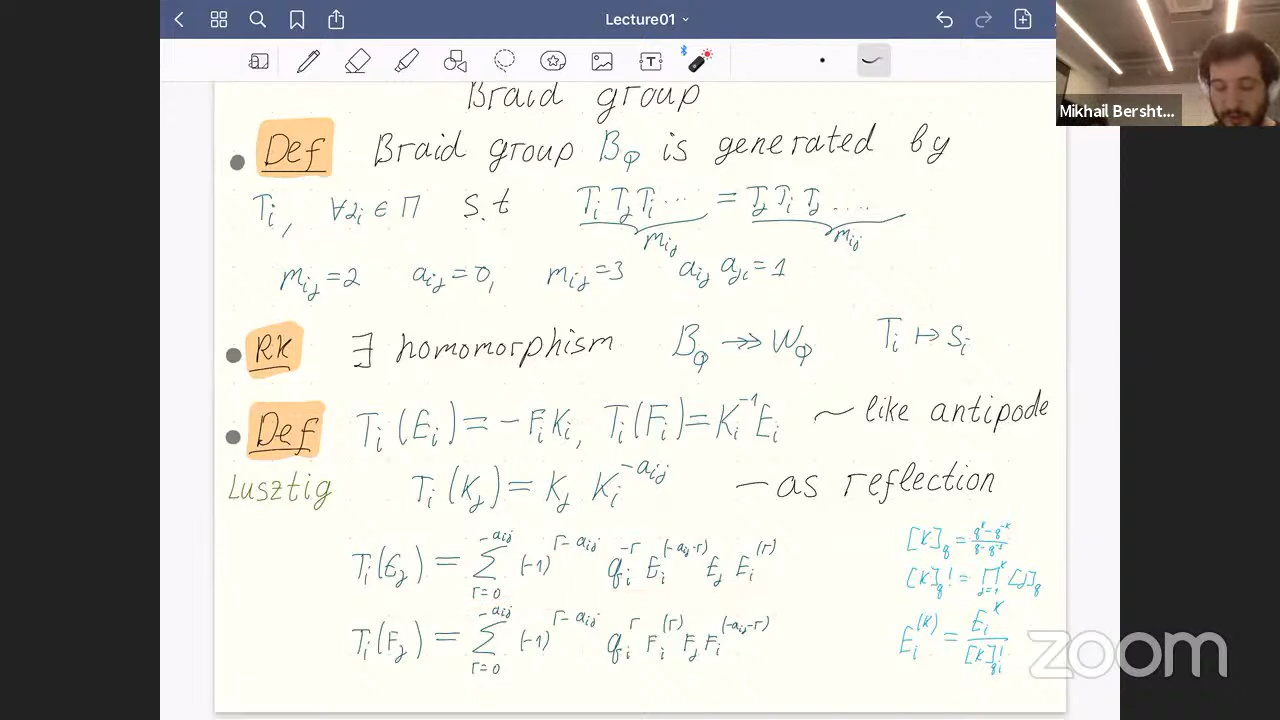 Lecture01
Mikhail Bersht...
Braid group
Def Braid group B_Φ is generated by
T_i, ∀α_i ∈ Π s.t T_i T_j T_i ... = T_j T_i T_j ....
m_ij m_ij
m_ij = 2 a_ij = 0, m_ij = 3 a_ij a_ji = 1
Rk ∃ homomorphism B_Φ ↠ W_Φ T_i ↦ s_i
Def T_i(E_i) = -F_i K_i, T_i(F_i) = K_i^{-1} E_i ~ like antipode
Lusztig T_i(K_j) = K_j K_i^{-a_ij} — as reflection
T_i(E_j) = ∑_{r=0}^{-a_ij} (-1)^{r-a_ij} q_i^{-r} E_i^{(-a_ij-r)} E_j E_i^{(r)}
T_i(F_j) = ∑_{r=0}^{-a_ij} (-1)^{r-a_ij} q_i^{r} F_i^{(r)} F_j F_i^{(-a_ij-r)}
[k]_q = \frac{q^k - q^{-k}}{q - q^{-1}}
[k]_q! = ∏_{j=1}^{k} [j]_q
E_i^{(k)} = \frac{E_i^k}{[k]_{q_i}!}
zoom